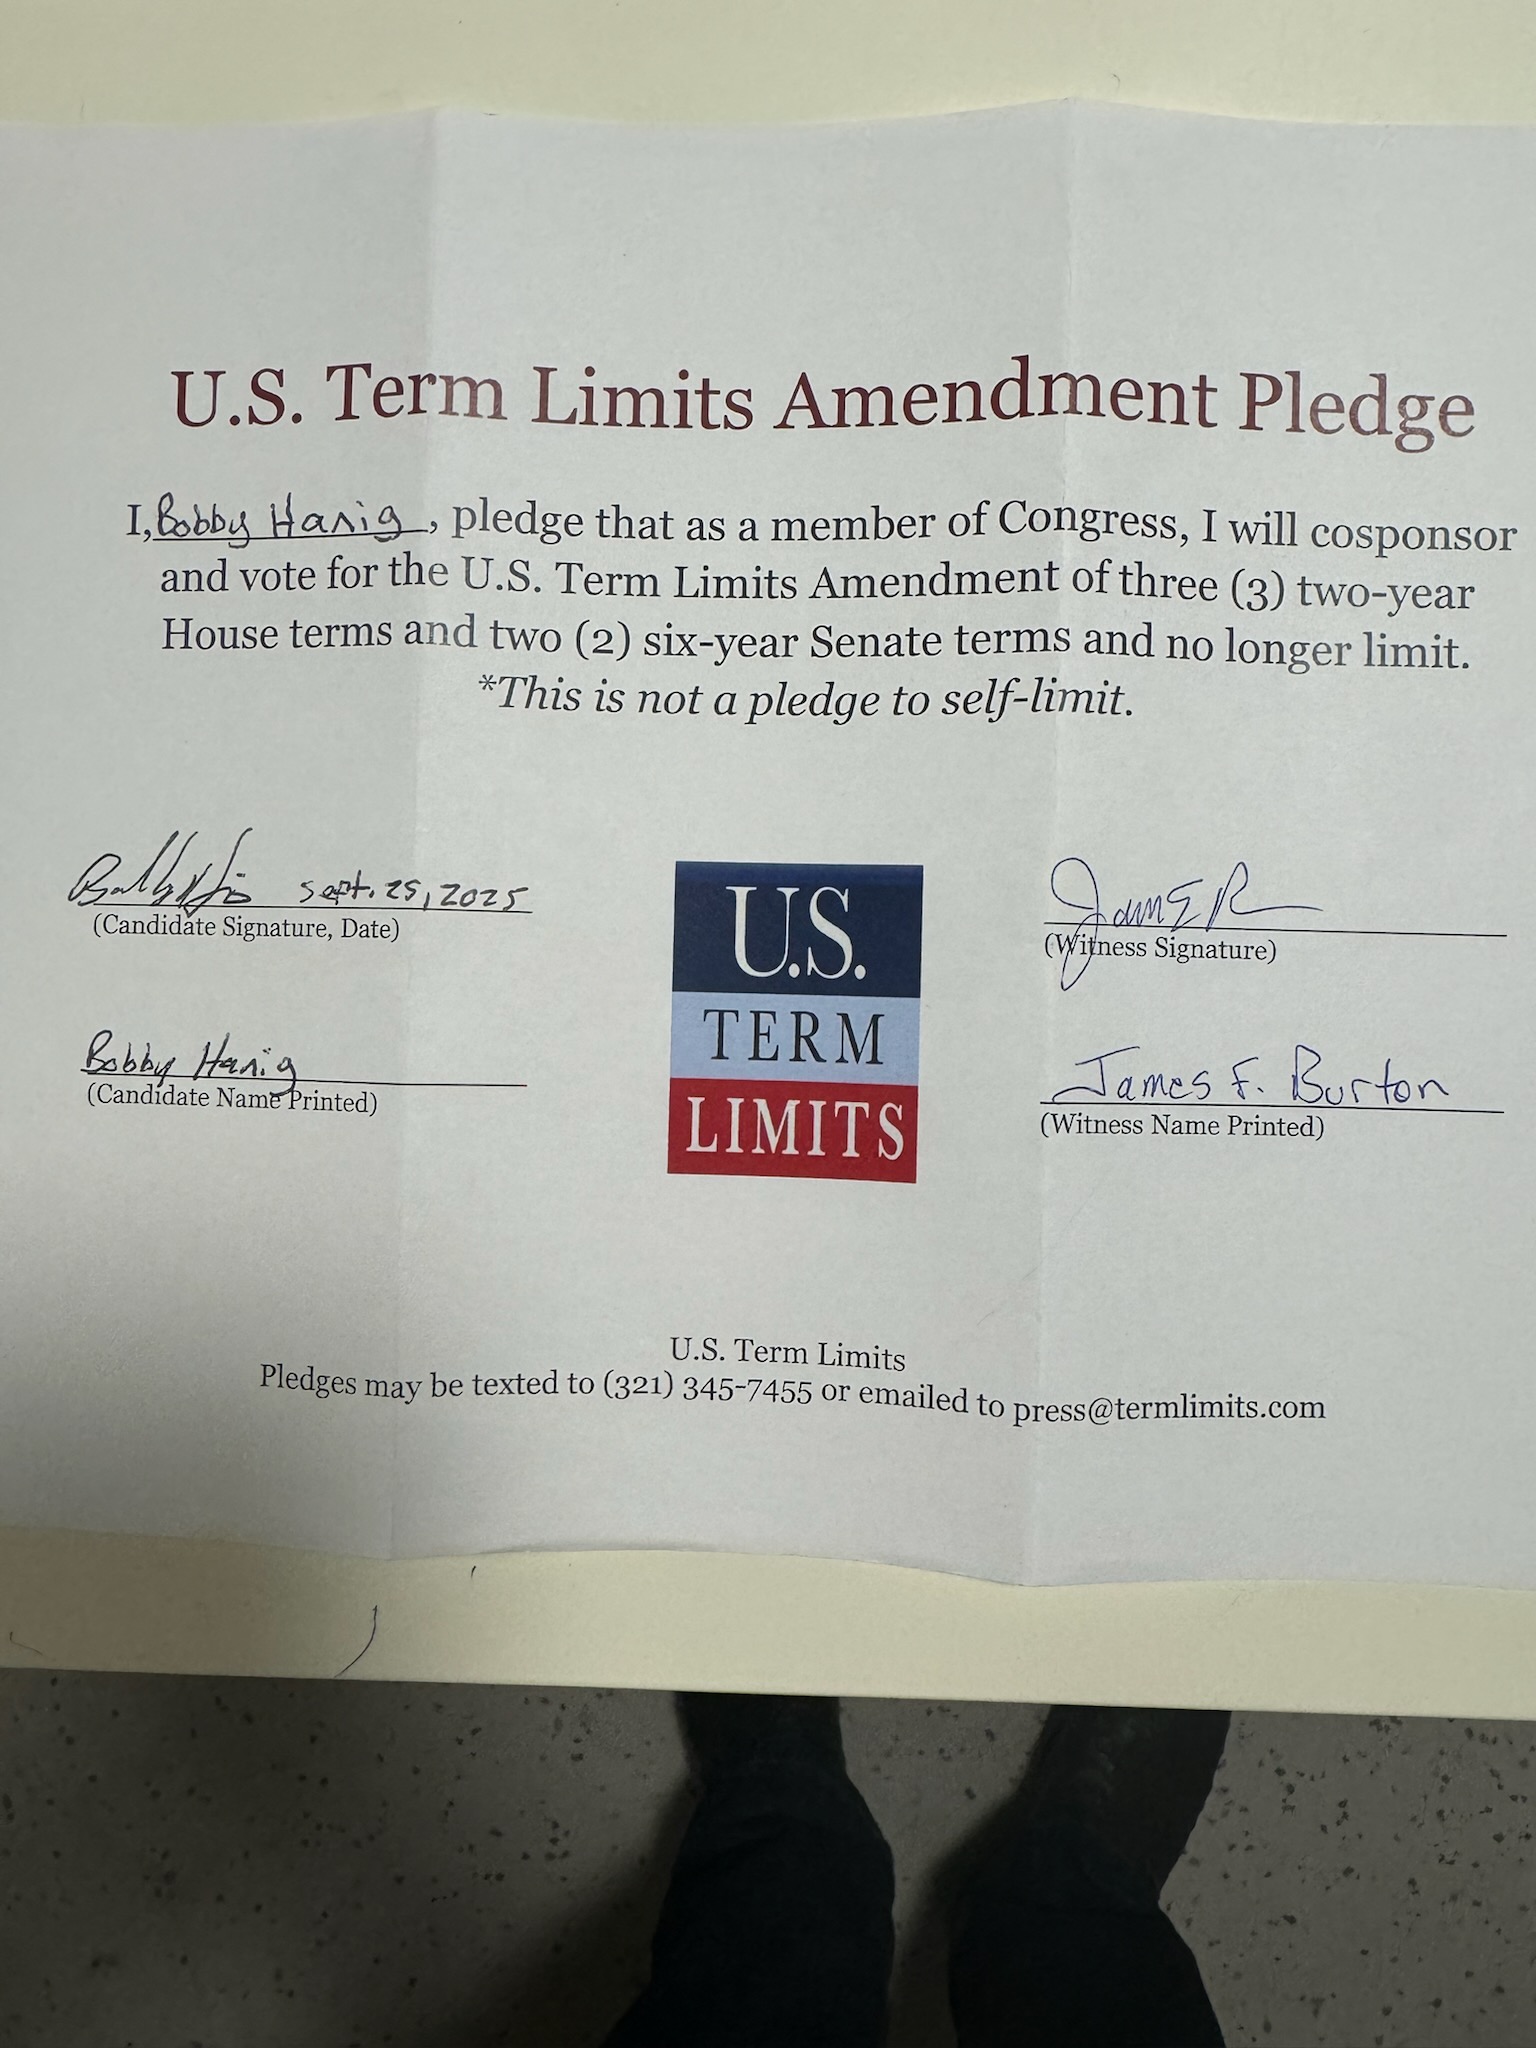 U.S. Term Limits Amendment Pledge
I, Bobby Hanig, pledge that as a member of Congress, I will cosponsor
and vote for the U.S. Term Limits Amendment of three (3) two-year
House terms and two (2) six-year Senate terms and no longer limit.
*This is not a pledge to self-limit.
Sept. 25, 2025
(Candidate Signature, Date)
Bobby Hanig
(Candidate Name Printed)
U.S.
TERM
LIMITS
(Witness Signature)
James F. Burton
(Witness Name Printed)
U.S. Term Limits
Pledges may be texted to (321) 345-7455 or emailed to press@termlimits.com